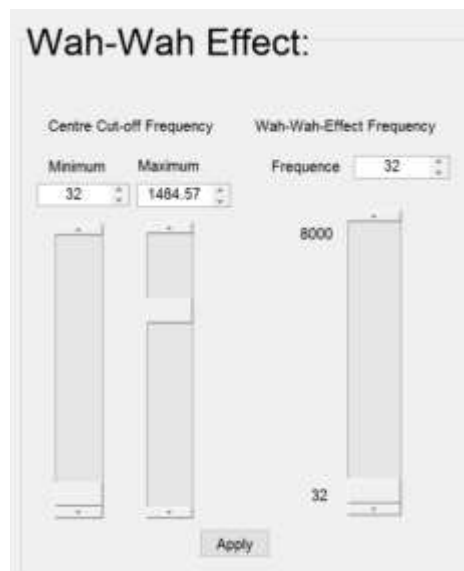 Wah-Wah Effect:
Centre Cut-off Frequency
Wah-Wah-Effect Frequency
Minimum
Maximum
Frequence
32
32
1484.57
8000
32
Apply